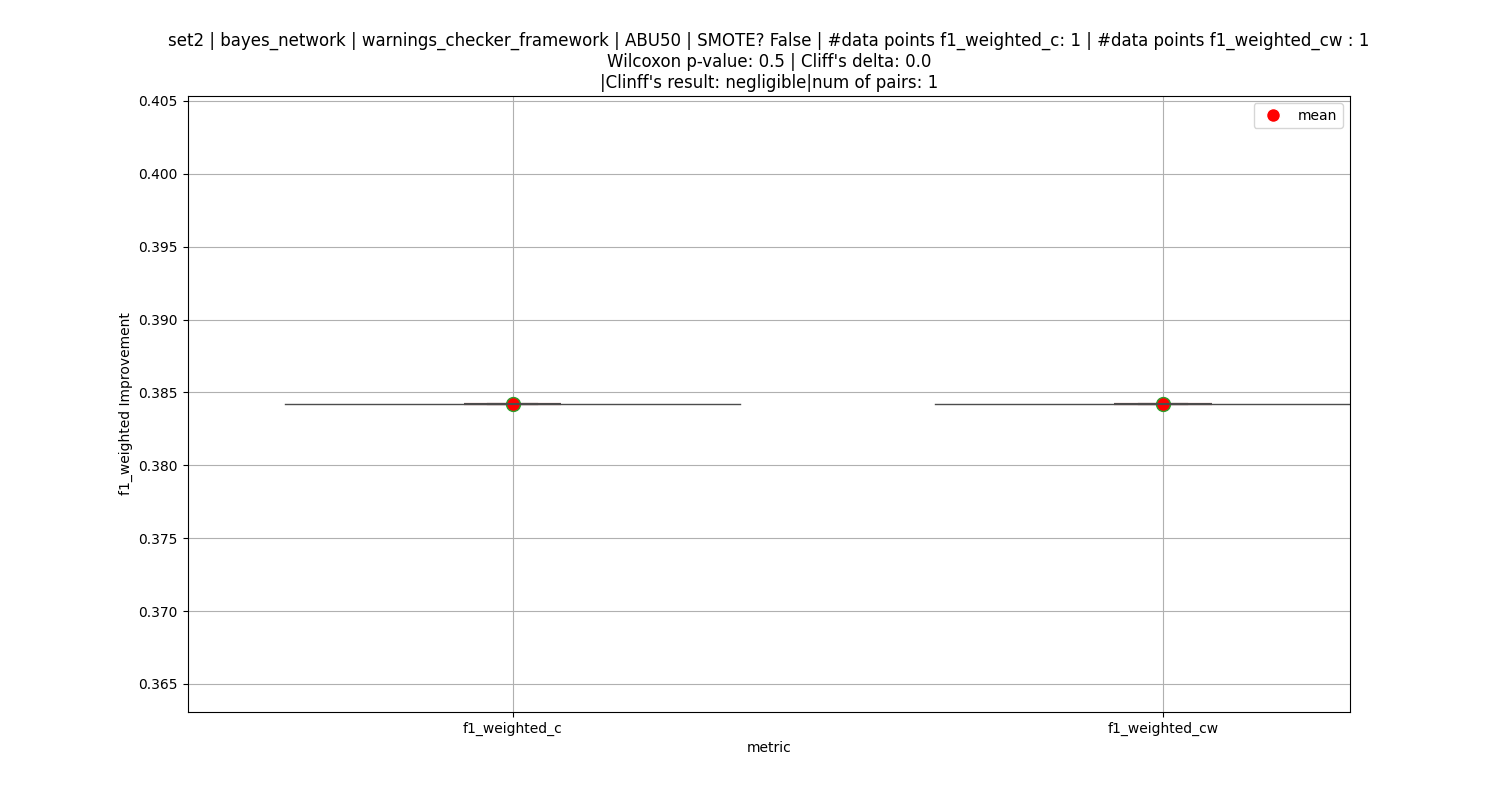 set2 | bayes_network | warnings_checker_framework | ABU50 | SMOTE? False | #data points f1_weighted_c: 1 | #data points f1_weighted_cw : 1
Wilcoxon p-value: 0.5 | Cliff's delta: 0.0
|Clinff's result: negligible|num of pairs: 1
mean
0.405
0.400
0.395
0.390
0.385
0.380
0.375
0.370
0.365
f1_weighted Improvement
f1_weighted_c
f1_weighted_cw
metric